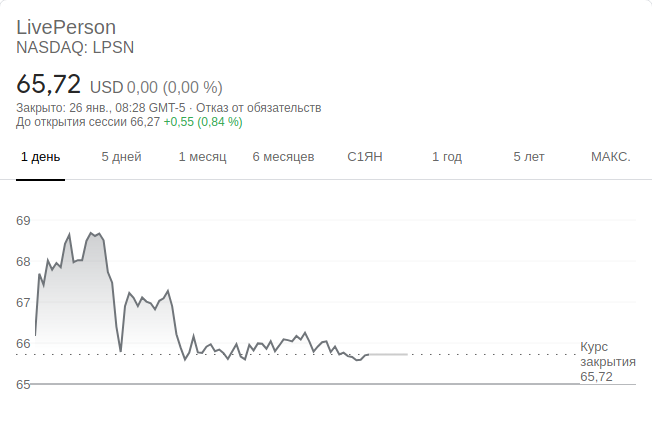 LivePerson
NASDAQ: LPSN
65,72 USD 0,00 (0,00 %)
Закрыто: 26 янв., 08:28 GMT-5 · Отказ от обязательств
До открытия сессии 66,27 +0,55 (0,84 %)
1 день 5 дней 1 месяц 6 месяцев С1ЯН 1 год 5 лет МАКС.
69
68
67
66
Курс
закрытия
65,72
65